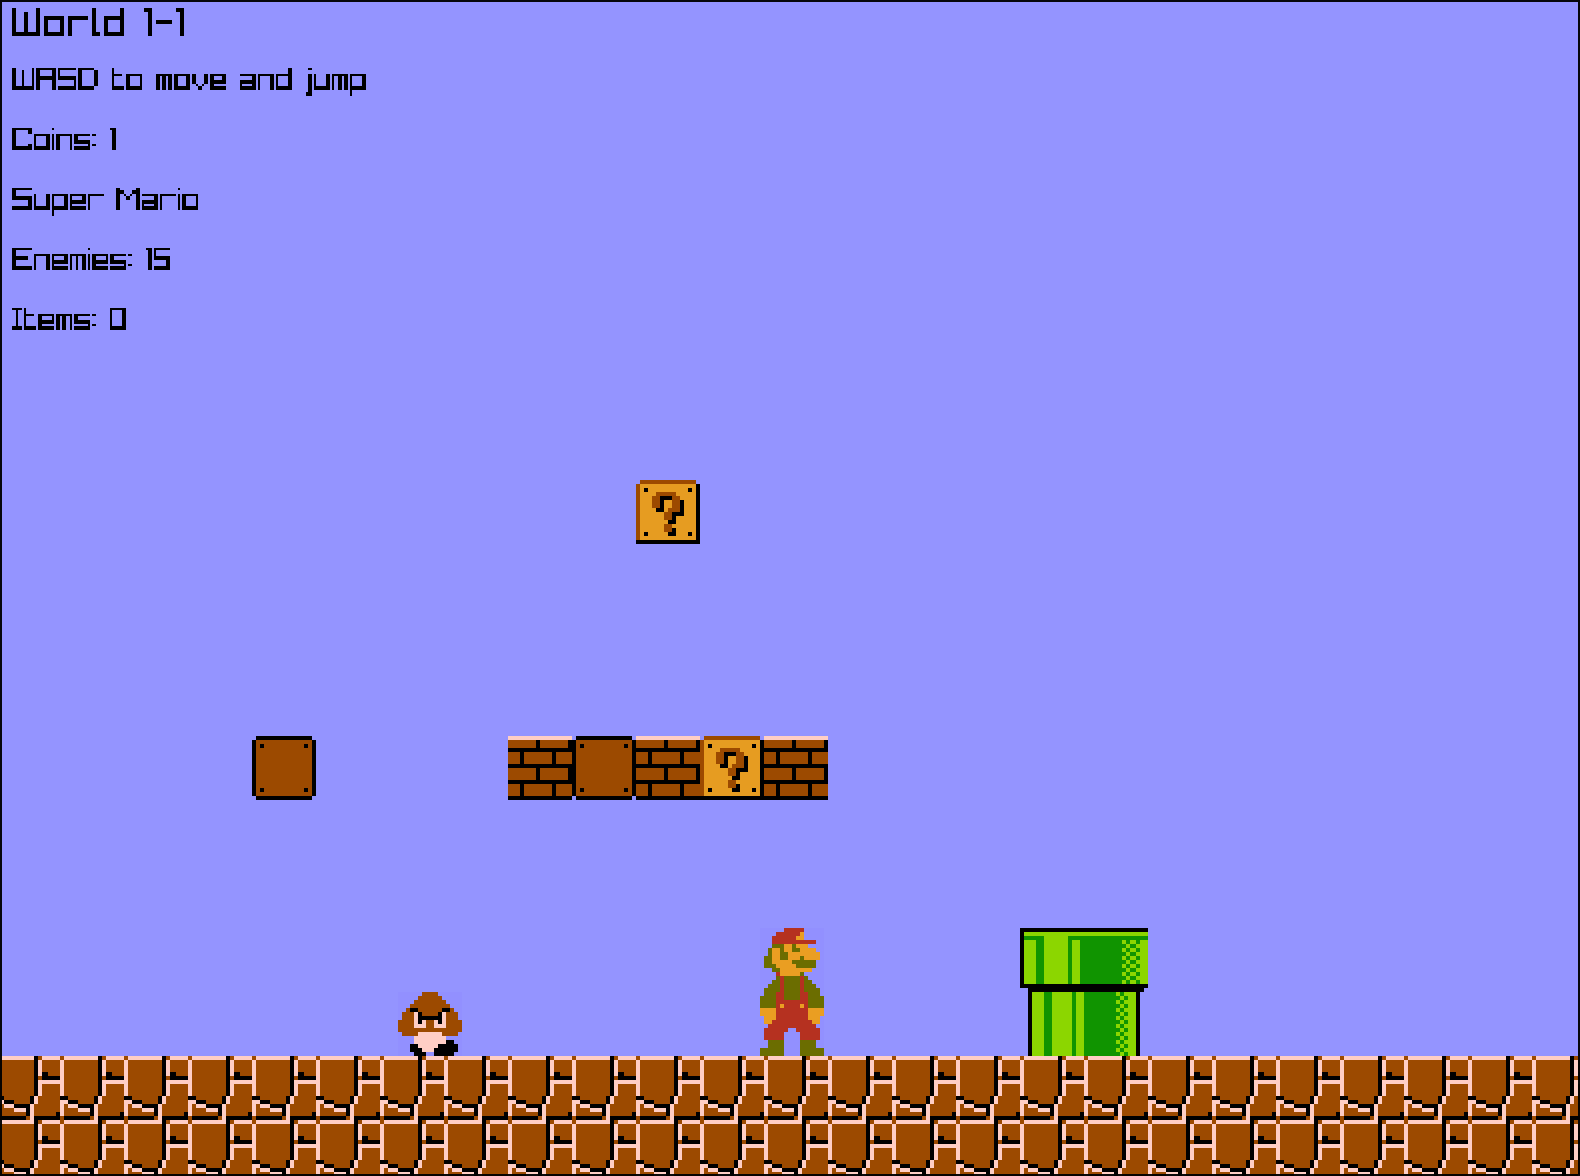 World 1-1
WASD to move and jump
Coins: 1
Super Mario
Enemies: 15
Items: 0
?
?